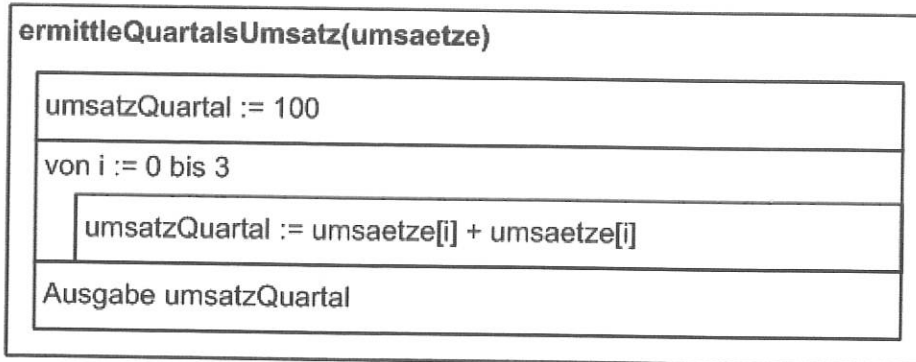 ermittleQuartalsUmsatz(umsaetze)
umsatzQuartal := 100
von i := 0 bis 3
umsatzQuartal := umsaetze[i] + umsaetze[i]
Ausgabe umsatzQuartal